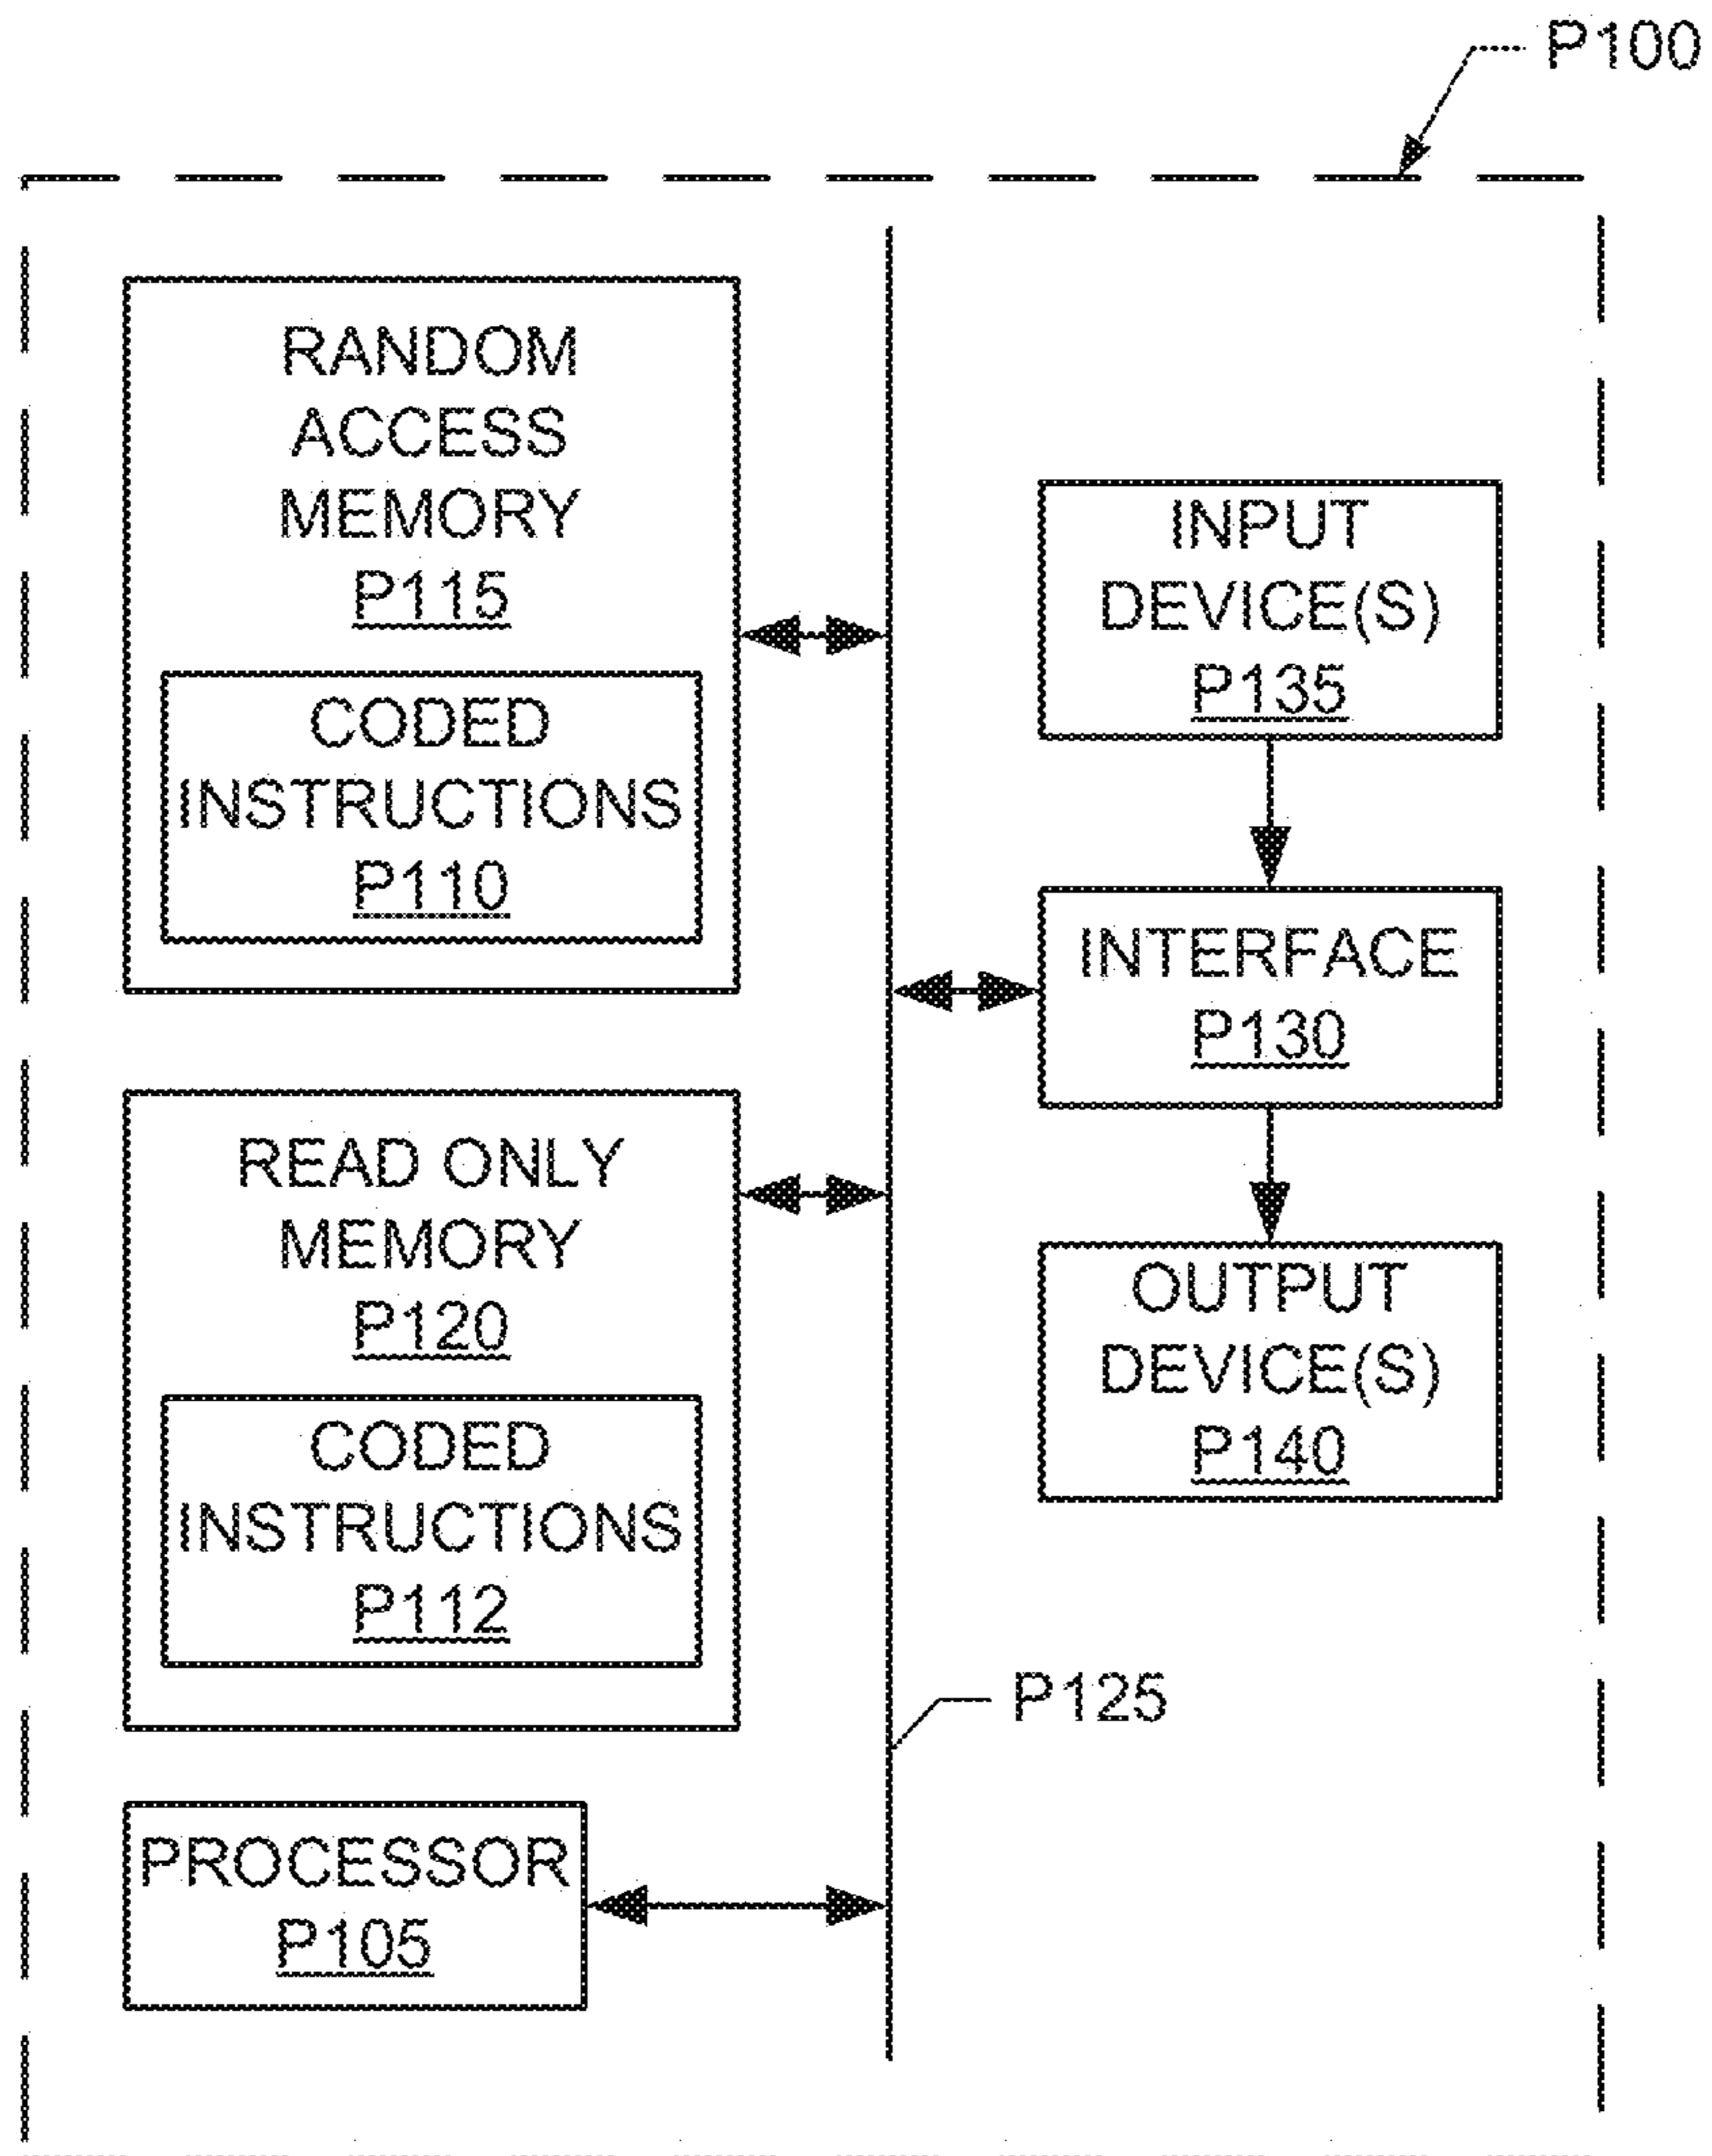 P100
RANDOM
ACCESS
MEMORY
P115
CODED
INSTRUCTIONS
P110
READ ONLY
MEMORY
P120
CODED
INSTRUCTIONS
P112
PROCESSOR
P105
INPUT
DEVICE(S)
P135
INTERFACE
P130
OUTPUT
DEVICE(S)
P140
P125